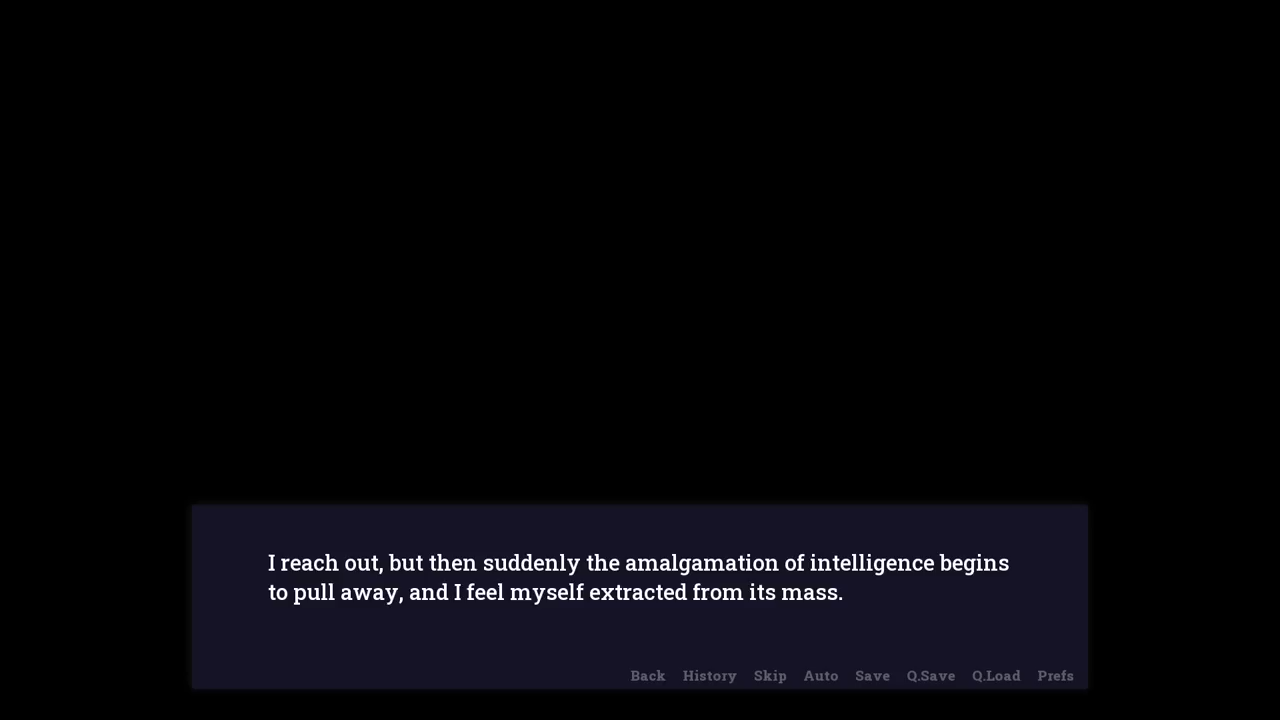 I reach out, but then suddenly the amalgamation of intelligence begins
to pull away, and I feel myself extracted from its mass.
Back History Skip Auto Save Q.Save Q.Load Prefs